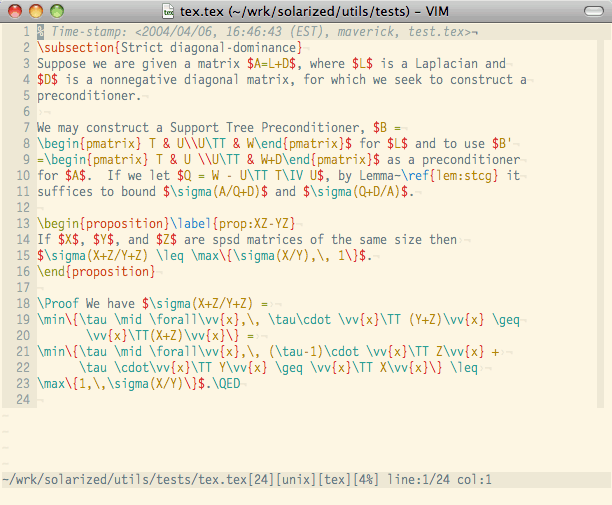 tex.tex (~/wrk/solarized/utils/tests) – VIM
1 % Time-stamp: <2004/04/06, 16:46:43 (EST), maverick, test.tex>¬
2 \subsection{Strict diagonal-dominance}¬
3 Suppose we are given a matrix $A=L+D$, where $L$ is a Laplacian and¬
4 $D$ is a nonnegative diagonal matrix, for which we seek to construct a¬
5 preconditioner.¬
6 ¬
7 We may construct a Support Tree Preconditioner, $B =¬
8 \begin{pmatrix} T & U\\U\TT & W\end{pmatrix}$ for $L$ and to use $B'¬
9 =\begin{pmatrix} T & U \\U\TT & W+D\end{pmatrix}$ as a preconditioner¬
10 for $A$.  If we let $Q = W - U\TT T\IV U$, by Lemma~\ref{lem:stcg} it¬
11 suffices to bound $\sigma(A/Q+D)$ and $\sigma(Q+D/A)$.¬
12 ¬
13 \begin{proposition}\label{prop:XZ-YZ}¬
14 If $X$, $Y$, and $Z$ are spsd matrices of the same size then¬
15 $\sigma(X+Z/Y+Z) \leq \max\{\sigma(X/Y),\, 1\}$.¬
16 \end{proposition}¬
17 ¬
18 \Proof We have $\sigma(X+Z/Y+Z) =¬
19 \min\{\tau \mid \forall\vv{x},\, \tau\cdot \vv{x}\TT (Y+Z)\vv{x} \geq¬
20 \vv{x}\TT(X+Z)\vv{x}\} =¬
21 \min\{\tau \mid \forall\vv{x},\, (\tau-1)\cdot \vv{x}\TT Z\vv{x} +¬
22 \tau \cdot\vv{x}\TT Y\vv{x} \geq \vv{x}\TT X\vv{x}\} \leq¬
23 \max\{1,\,\sigma(X/Y)\}$.\QED¬
24 ¬
~
~
~
~
~/wrk/solarized/utils/tests/tex.tex[24][unix][tex][4%] line:1/24 col:1